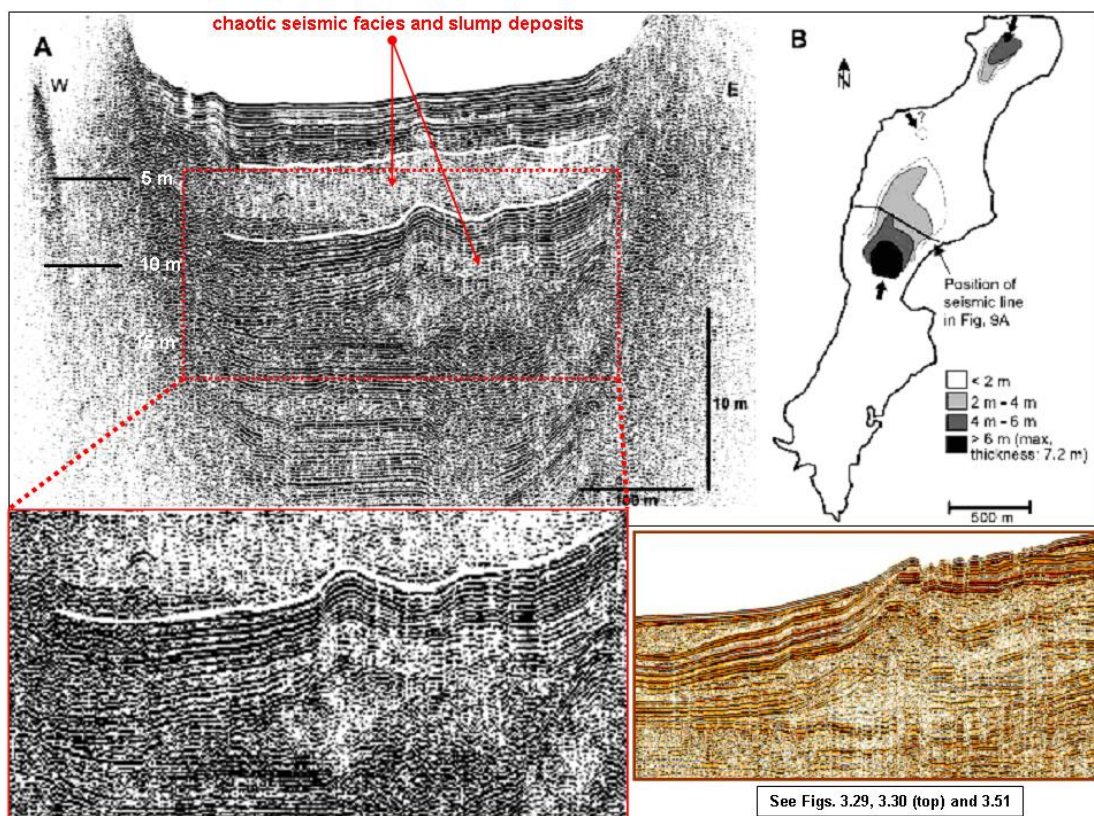 chaotic seismic facies and slump deposits
A
W
E
5 m
10 m
15 m
10 m
100 m
B
N
Position of
seismic line
in Fig. 9A
< 2 m
2 m - 4 m
4 m - 6 m
> 6 m (max.
thickness: 7.2 m)
500 m
See Figs. 3.29, 3.30 (top) and 3.51